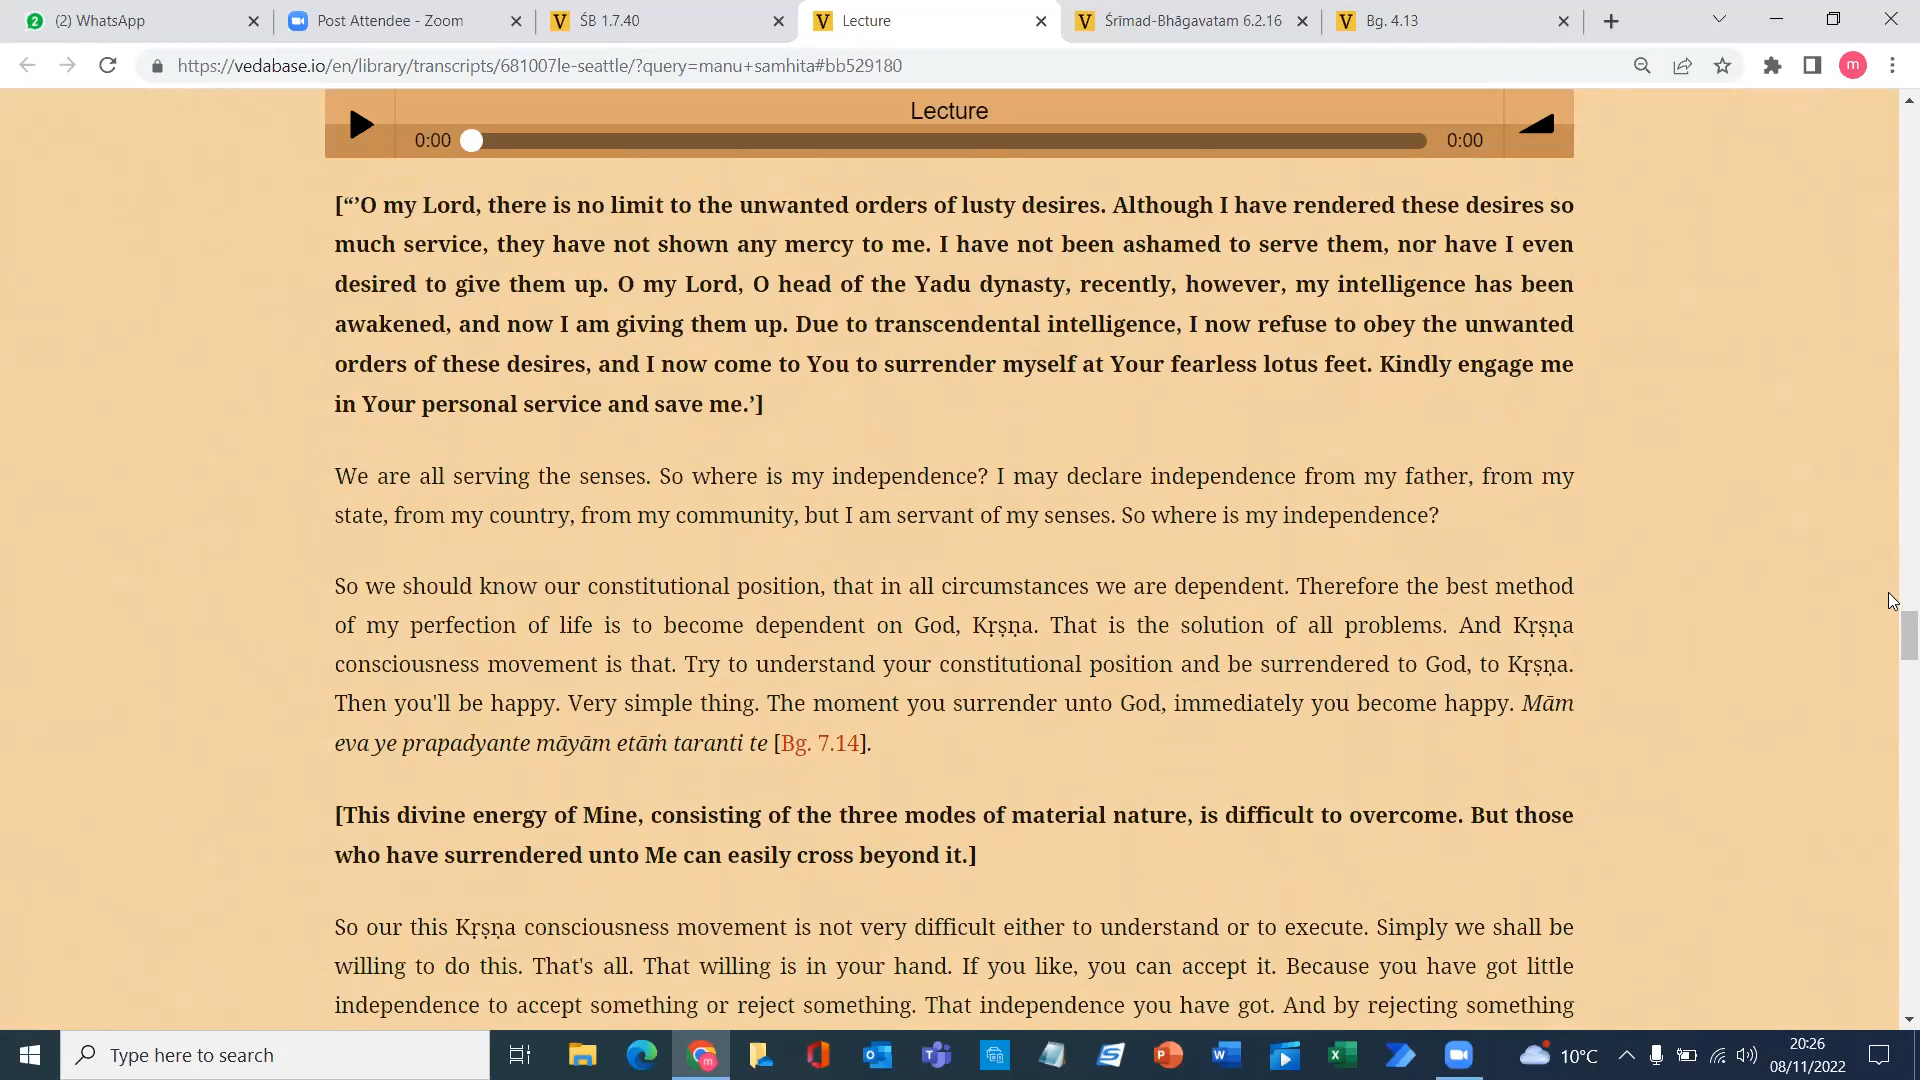 (2) WhatsApp
Post Attendee - Zoom
ŚB 1.7.40
Lecture
Śrīmad-Bhāgavatam 6.2.16
Bg. 4.13
https://vedabase.io/en/library/transcripts/681007le-seattle/?query=manu+samhita#bb529180
m
Lecture
0:00
0:00
[“’O my Lord, there is no limit to the unwanted orders of lusty desires. Although I have rendered these desires so
much service, they have not shown any mercy to me. I have not been ashamed to serve them, nor have I even
desired to give them up. O my Lord, O head of the Yadu dynasty, recently, however, my intelligence has been
awakened, and now I am giving them up. Due to transcendental intelligence, I now refuse to obey the unwanted
orders of these desires, and I now come to You to surrender myself at Your fearless lotus feet. Kindly engage me
in Your personal service and save me.’]
We are all serving the senses. So where is my independence? I may declare independence from my father, from my
state, from my country, from my community, but I am servant of my senses. So where is my independence?
So we should know our constitutional position, that in all circumstances we are dependent. Therefore the best method
of my perfection of life is to become dependent on God, Kṛṣṇa. That is the solution of all problems. And Kṛṣṇa
consciousness movement is that. Try to understand your constitutional position and be surrendered to God, to Kṛṣṇa.
Then you'll be happy. Very simple thing. The moment you surrender unto God, immediately you become happy. Mām
eva ye prapadyante māyām etāṁ taranti te [Bg. 7.14].
[This divine energy of Mine, consisting of the three modes of material nature, is difficult to overcome. But those
who have surrendered unto Me can easily cross beyond it.]
So our this Kṛṣṇa consciousness movement is not very difficult either to understand or to execute. Simply we shall be
willing to do this. That's all. That willing is in your hand. If you like, you can accept it. Because you have got little
independence to accept something or reject something. That independence you have got. And by rejecting something
Type here to search
10°C
20:26
08/11/2022